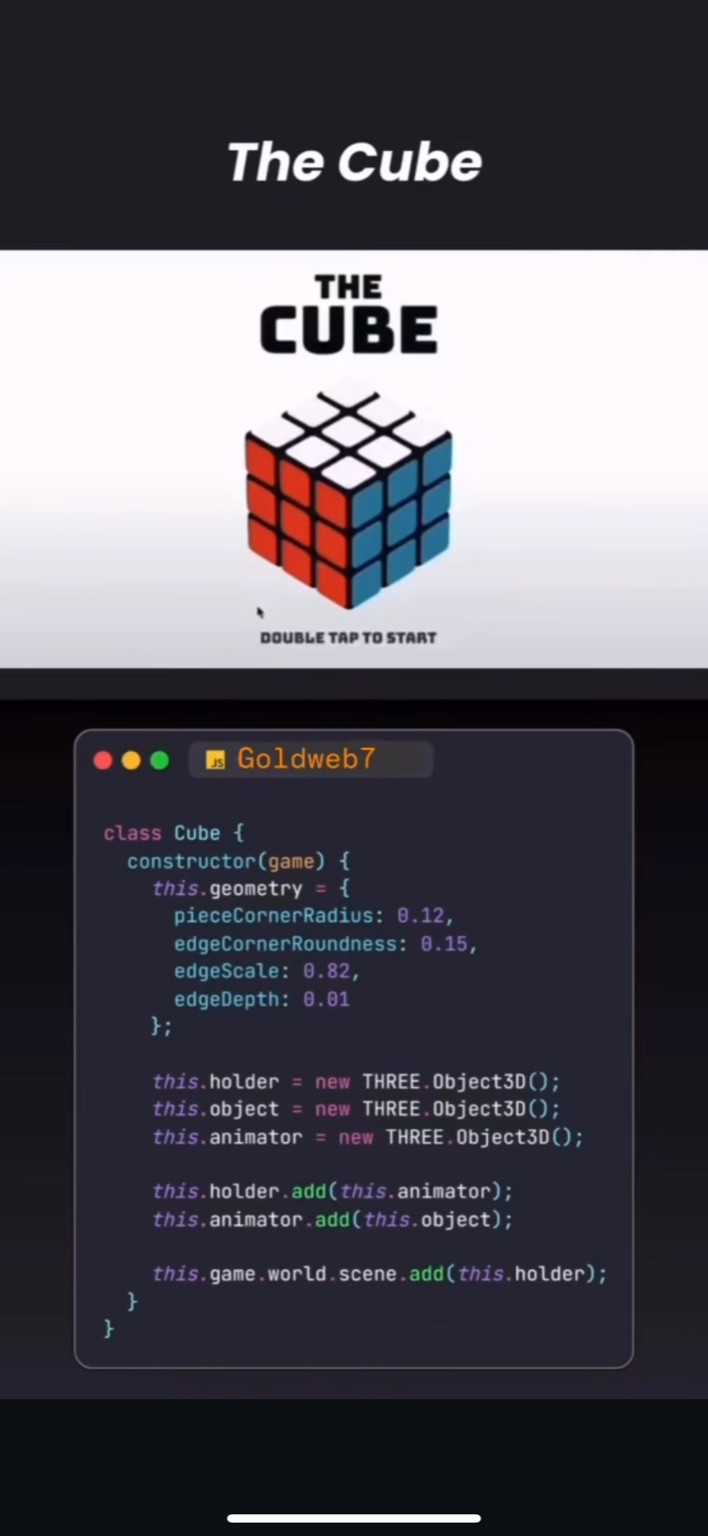 The Cube
THE
CUBE
DOUBLE TAP TO START
JS Goldweb7
class Cube {
  constructor(game) {
    this.geometry = {
      pieceCornerRadius: 0.12,
      edgeCornerRoundness: 0.15,
      edgeScale: 0.82,
      edgeDepth: 0.01
    };

    this.holder = new THREE.Object3D();
    this.object = new THREE.Object3D();
    this.animator = new THREE.Object3D();

    this.holder.add(this.animator);
    this.animator.add(this.object);

    this.game.world.scene.add(this.holder);
  }
}